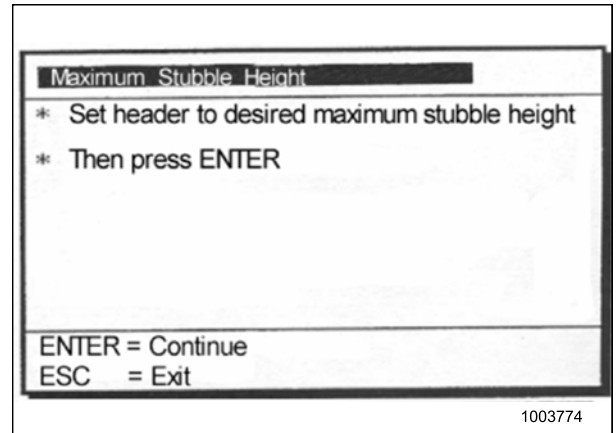 Maximum Stubble Height
* Set header to desired maximum stubble height
* Then press ENTER
ENTER = Continue
ESC = Exit
1003774